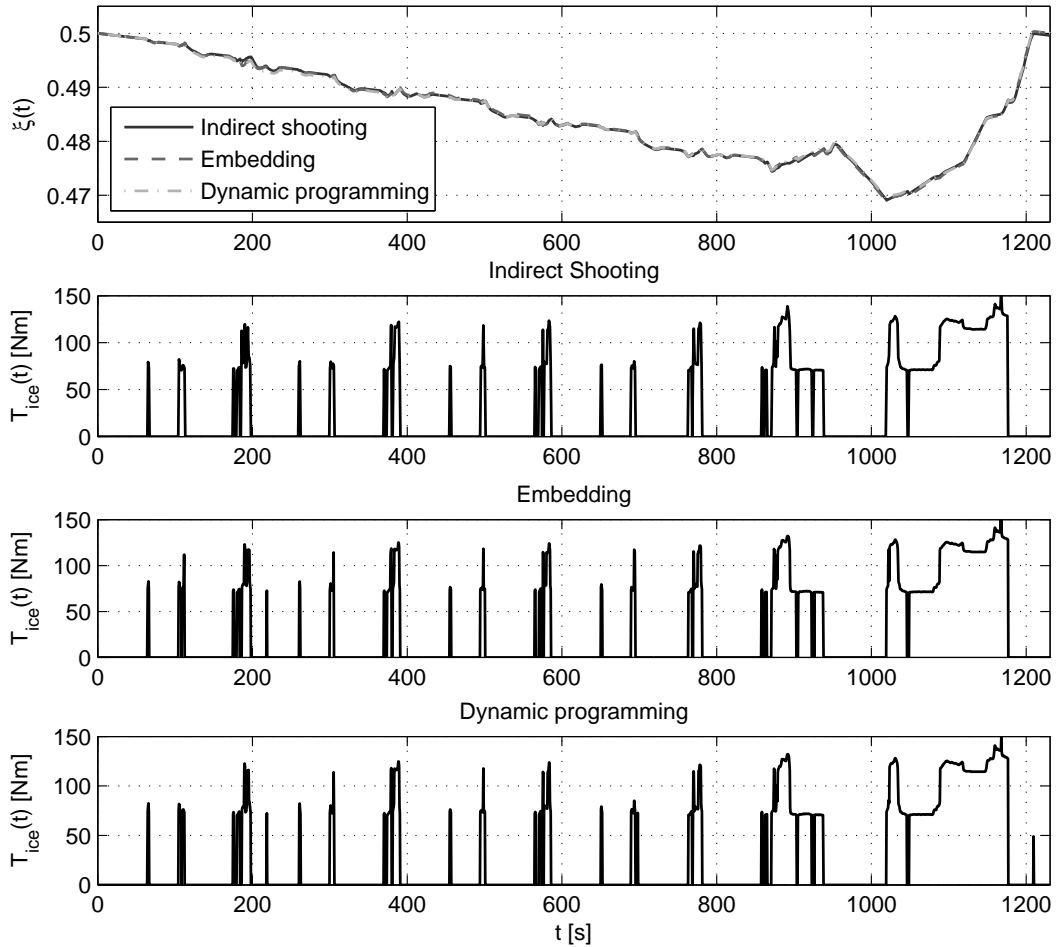 0.5
0.49
0.48
0.47
ξ(t)
Indirect shooting
Embedding
Dynamic programming
0 200 400 600 800 1000 1200
Indirect Shooting
150
100
50
0
T_ice(t) [Nm]
0 200 400 600 800 1000 1200
Embedding
150
100
50
0
T_ice(t) [Nm]
0 200 400 600 800 1000 1200
Dynamic programming
150
100
50
0
T_ice(t) [Nm]
0 200 400 600 800 1000 1200
t [s]